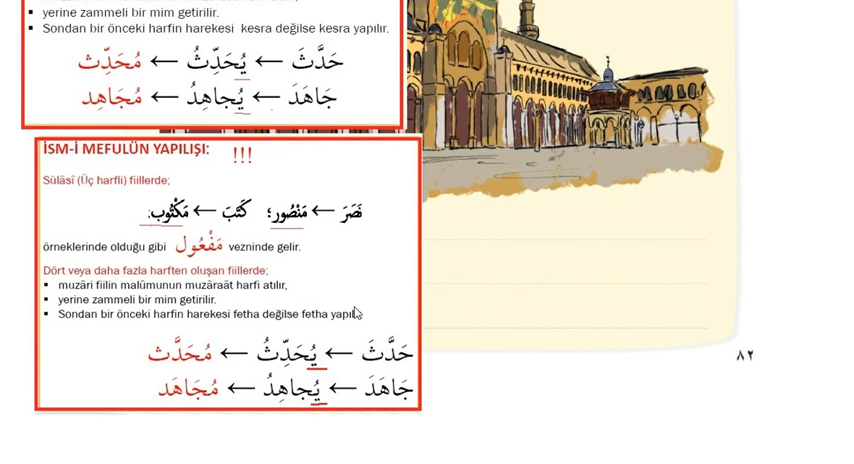 ▪ yerine zammeli bir mim getirilir.
▪ Sondan bir önceki harfin harekesi kesra değilse kesra yapılır.
حَدَّثَ ← يُحَدِّثُ ← مُحَدِّث
جَاهَدَ ← يُجاهِدُ ← مُجَاهِد
İSM-İ MEFULÜN YAPILIŞI: !!!
Sülâsî (Üç harfli) fiillerde;
نَصَرَ ← مَنْصُور؛ كَتَبَ ← مَكْتُوب.
örneklerinde olduğu gibi مَفْعُول vezninde gelir.
Dört veya daha fazla harften oluşan fiillerde;
▪ muzâri fiilin malûmunun muzâraât harfi atılır,
▪ yerine zammeli bir mim getirilir.
▪ Sondan bir önceki harfin harekesi fetha değilse fetha yapılı
حَدَّثَ ← يُحَدِّثُ ← مُحَدَّث
جَاهَدَ ← يُجاهِدُ ← مُجَاهَد
٨٢